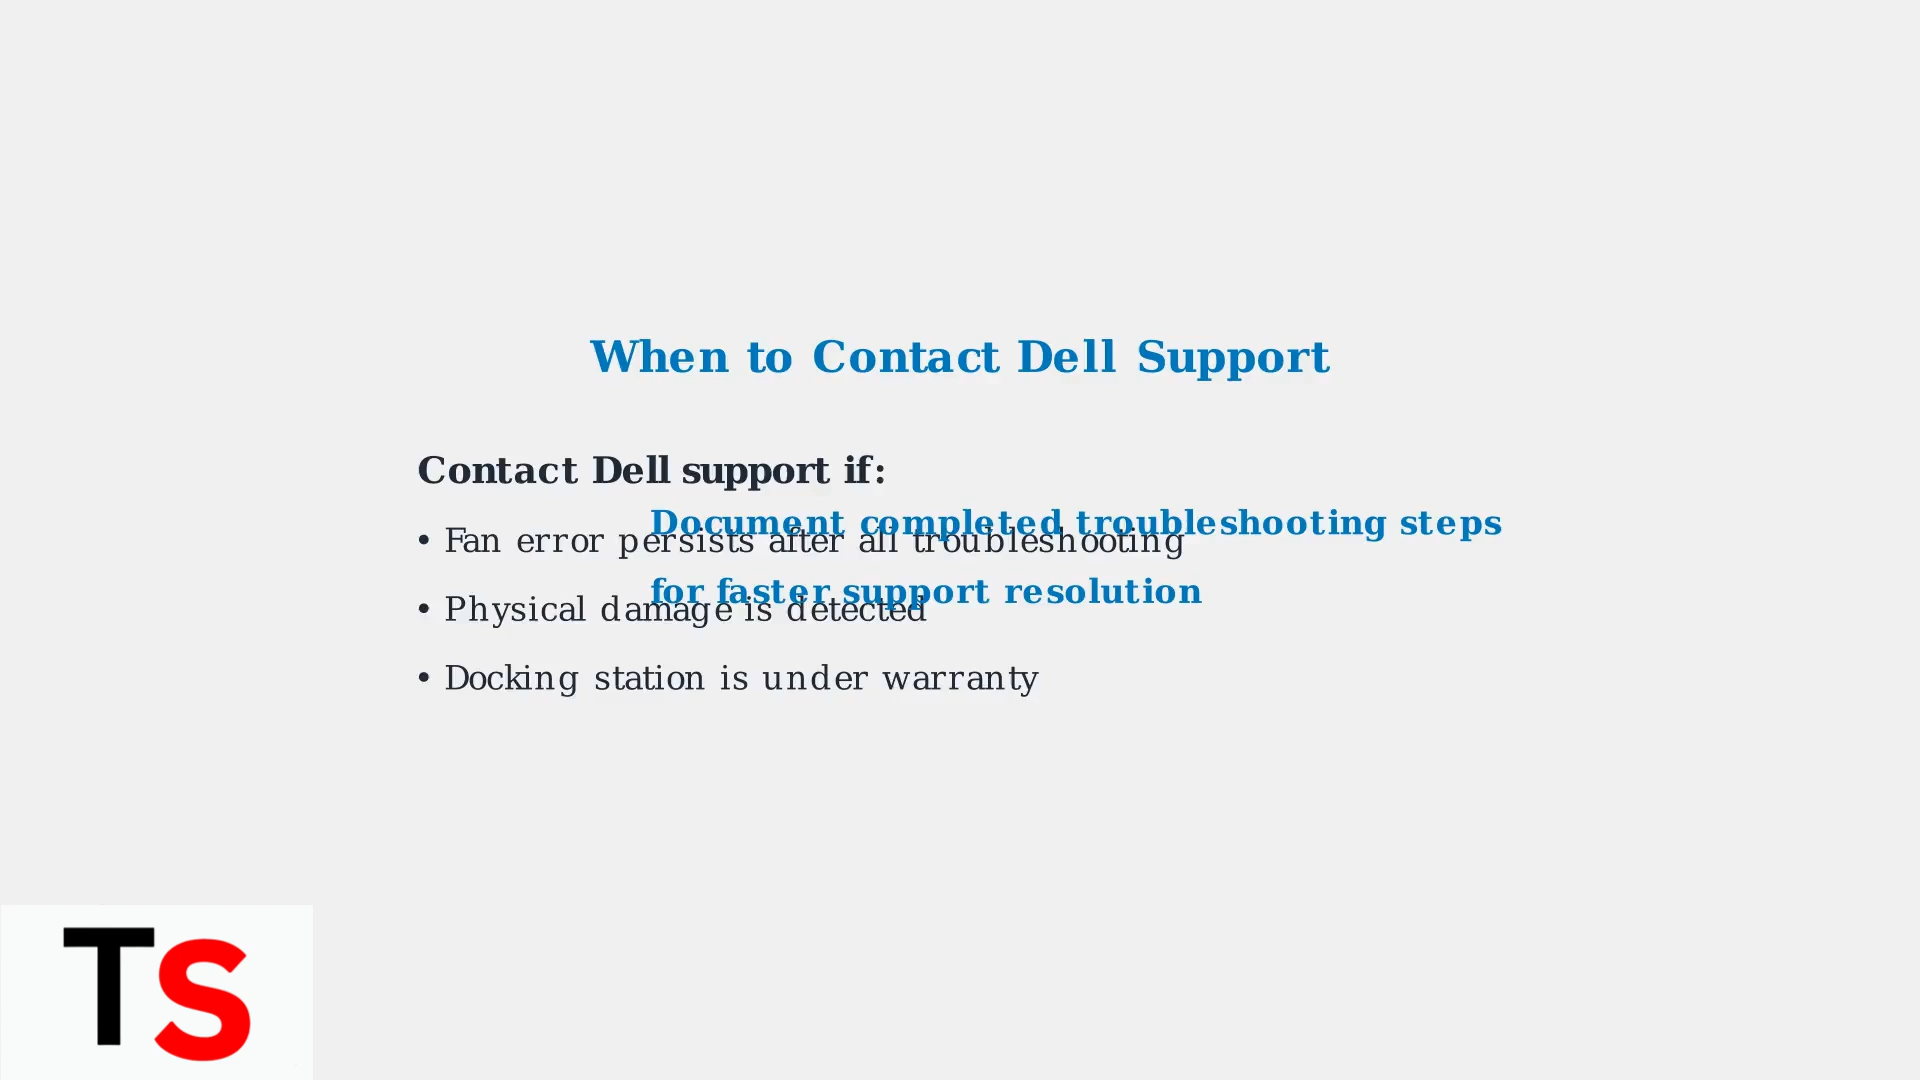 When to Contact Dell Support
Contact Dell support if:
• Fan error persists after all troubleshooting
• Physical damage is detected
• Docking station is under warranty
Document completed troubleshooting steps
for faster support resolution
TS